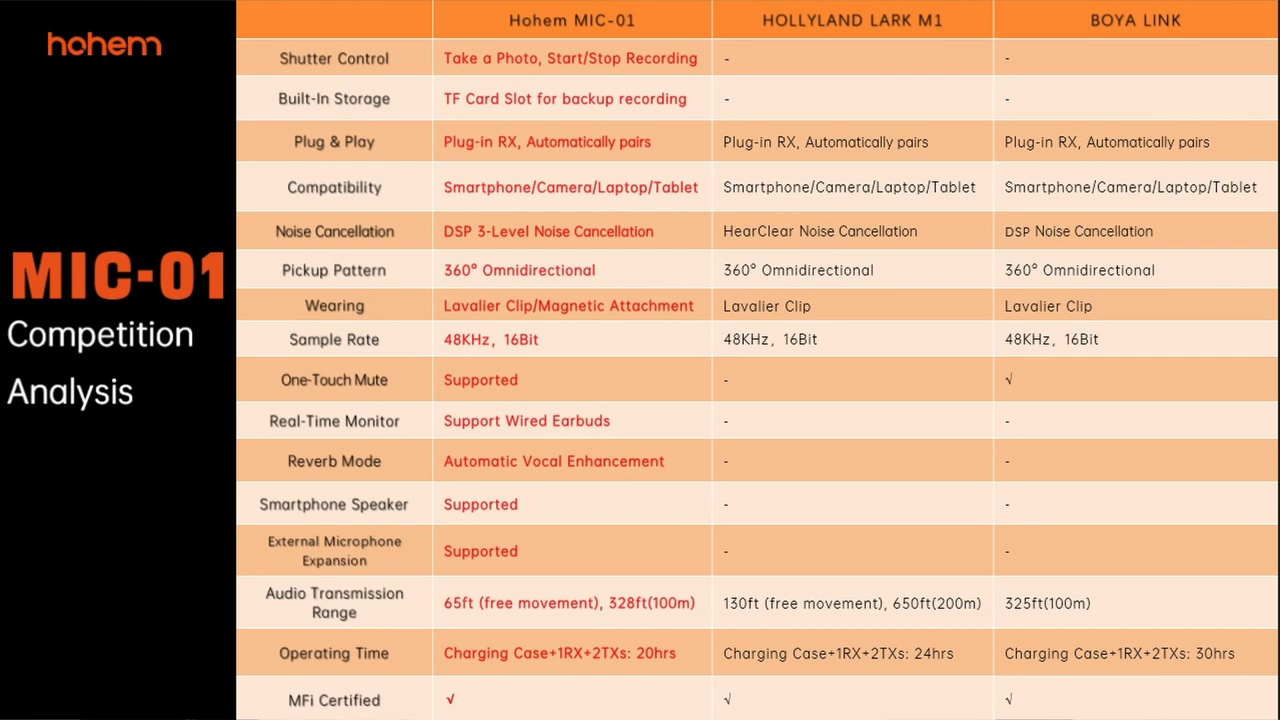 hohem
MIC-01
Competition
Analysis
Hohem MIC-01 HOLLYLAND LARK M1 BOYA LINK
Shutter Control Take a Photo, Start/Stop Recording - -
Built-In Storage TF Card Slot for backup recording - -
Plug & Play Plug-in RX, Automatically pairs Plug-in RX, Automatically pairs Plug-in RX, Automatically pairs
Compatibility Smartphone/Camera/Laptop/Tablet Smartphone/Camera/Laptop/Tablet Smartphone/Camera/Laptop/Tablet
Noise Cancellation DSP 3-Level Noise Cancellation HearClear Noise Cancellation DSP Noise Cancellation
Pickup Pattern 360° Omnidirectional 360° Omnidirectional 360° Omnidirectional
Wearing Lavalier Clip/Magnetic Attachment Lavalier Clip Lavalier Clip
Sample Rate 48KHz, 16Bit 48KHz, 16Bit 48KHz, 16Bit
One-Touch Mute Supported - √
Real-Time Monitor Support Wired Earbuds - -
Reverb Mode Automatic Vocal Enhancement - -
Smartphone Speaker Supported - -
External Microphone
Expansion Supported - -
Audio Transmission
Range 65ft (free movement), 328ft(100m) 130ft (free movement), 650ft(200m) 325ft(100m)
Operating Time Charging Case+1RX+2TXs: 20hrs Charging Case+1RX+2TXs: 24hrs Charging Case+1RX+2TXs: 30hrs
MFi Certified √ √ √